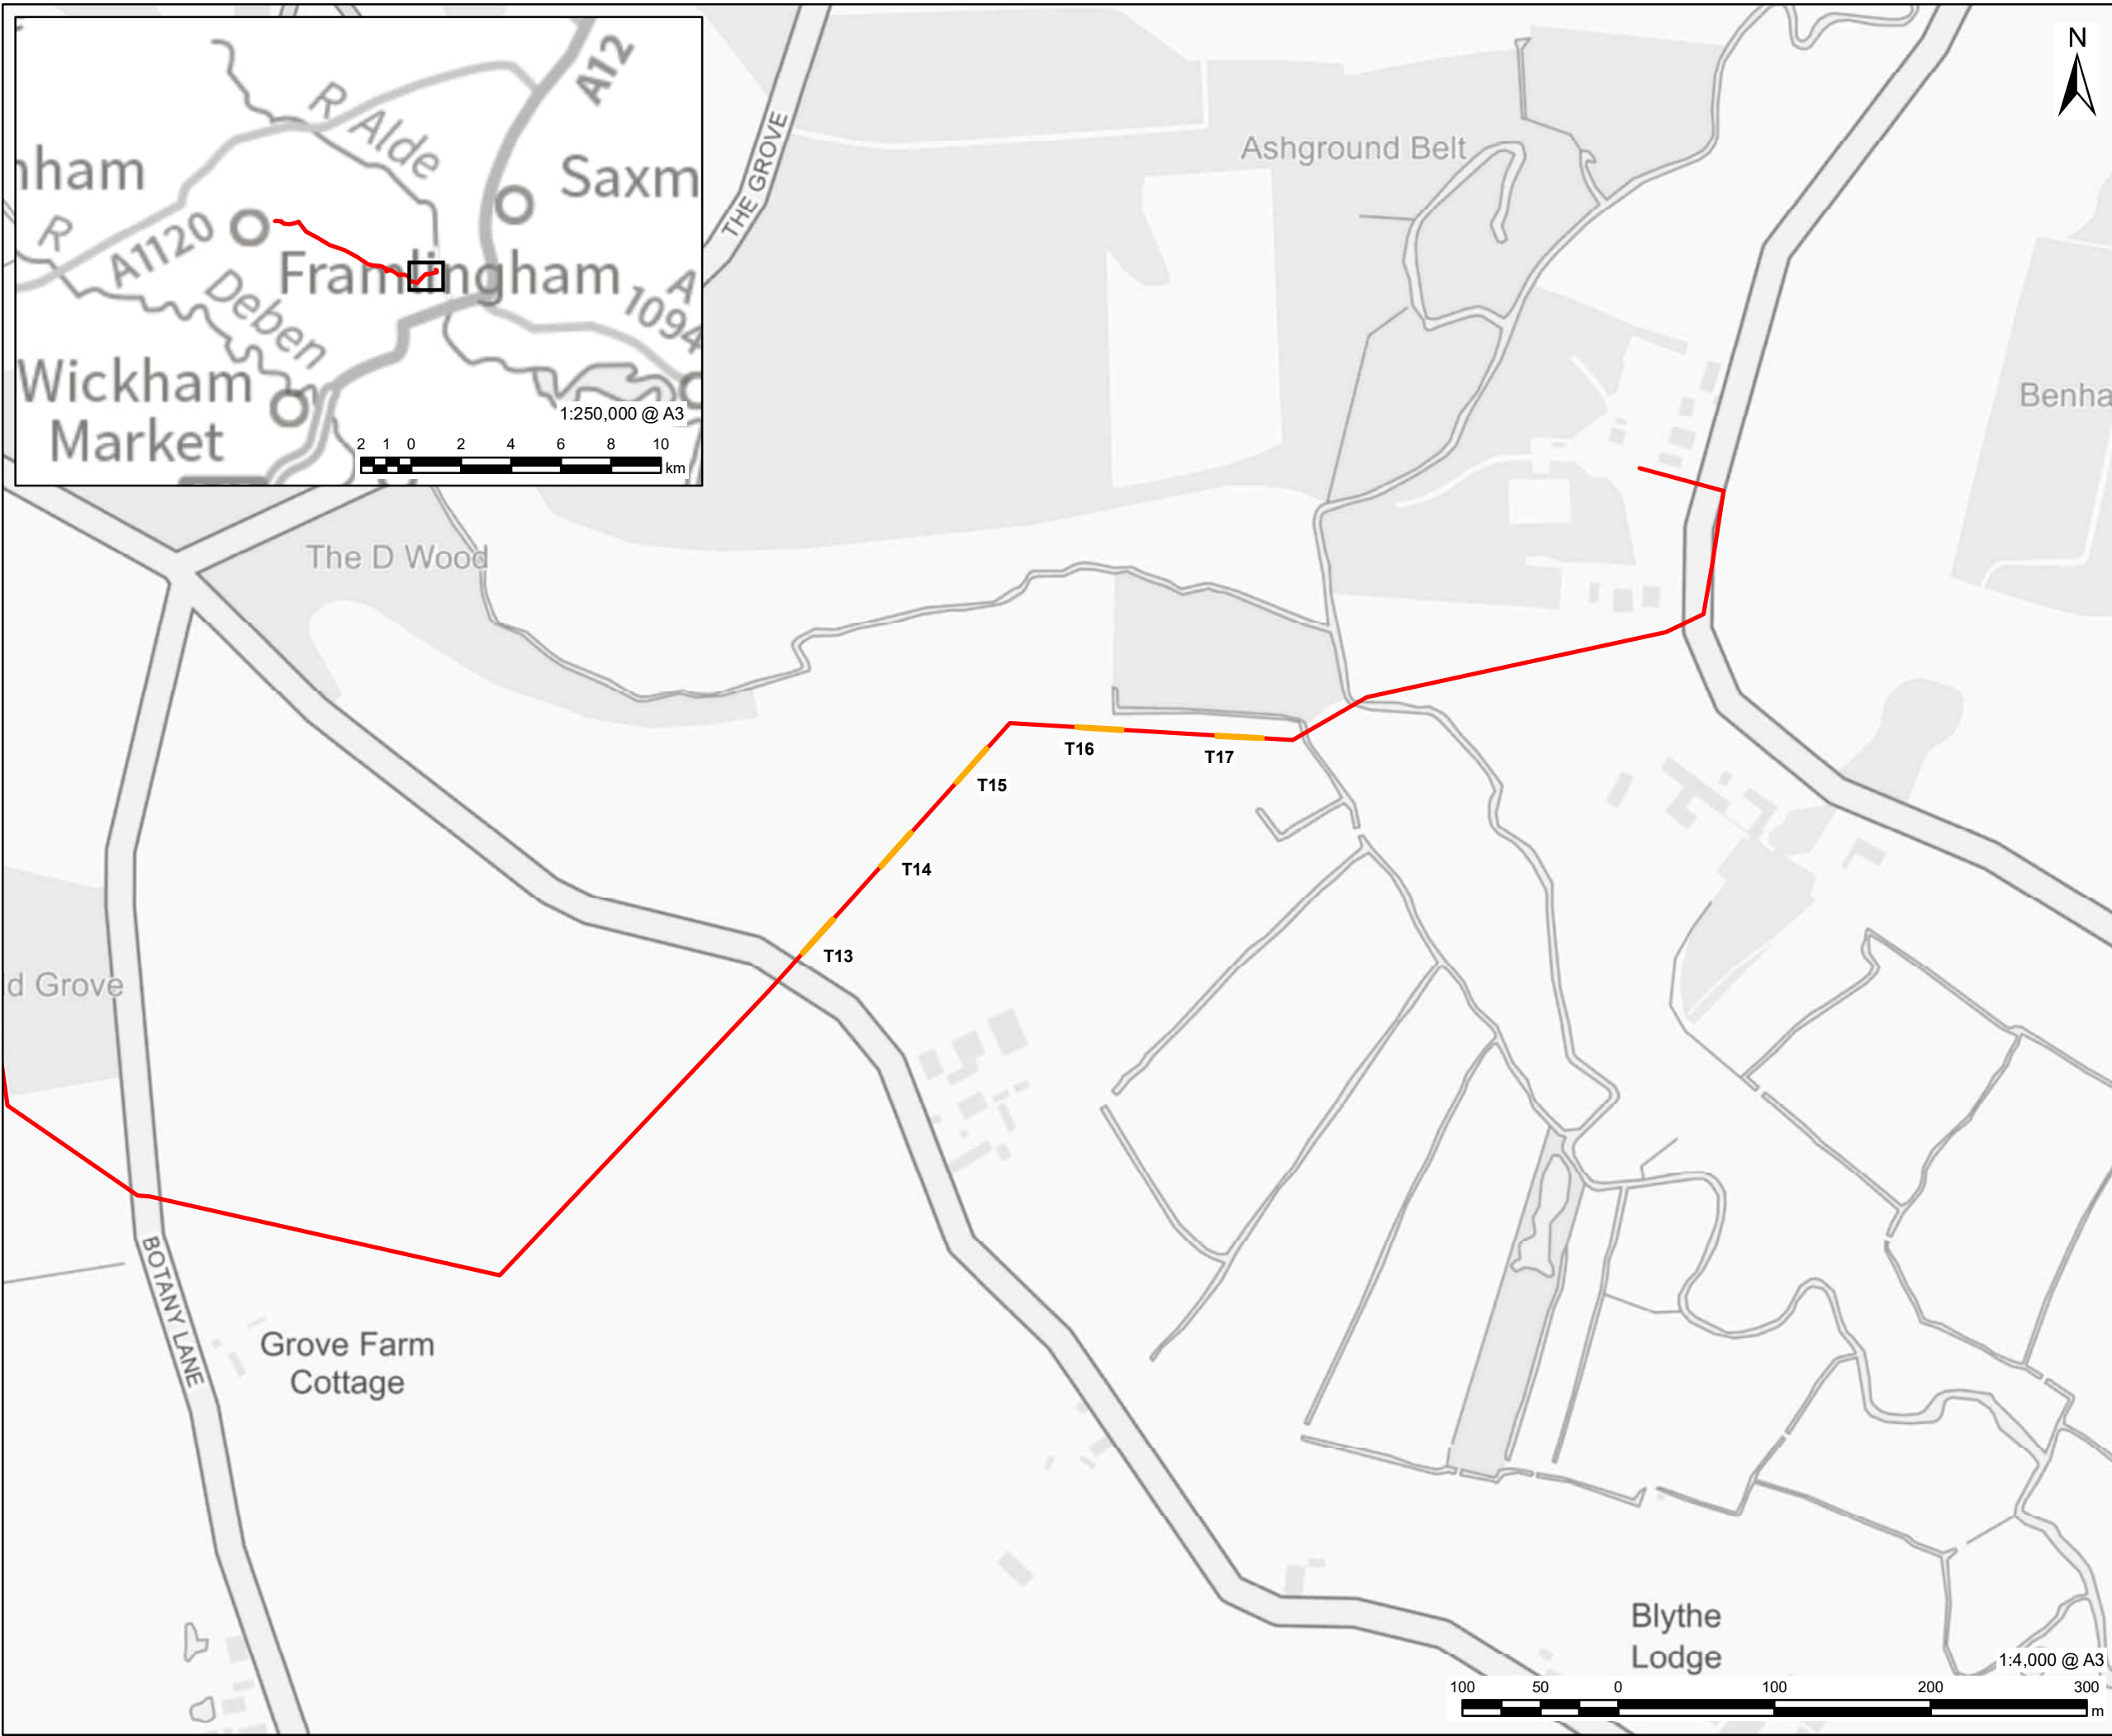 A12
R Alde
nham
Saxm
R
A1120
Framlingham
A
1094
Deben
Wickham
Market
1:250,000 @ A3
2 1 0 2 4 6 8 10
km
N
THE GROVE
Ashground Belt
Benha
The D Wood
T16
T17
T15
T14
T13
d Grove
BOTANY LANE
Grove Farm
Cottage
Blythe
Lodge
1:4,000 @ A3
100 50 0 100 200 300
m